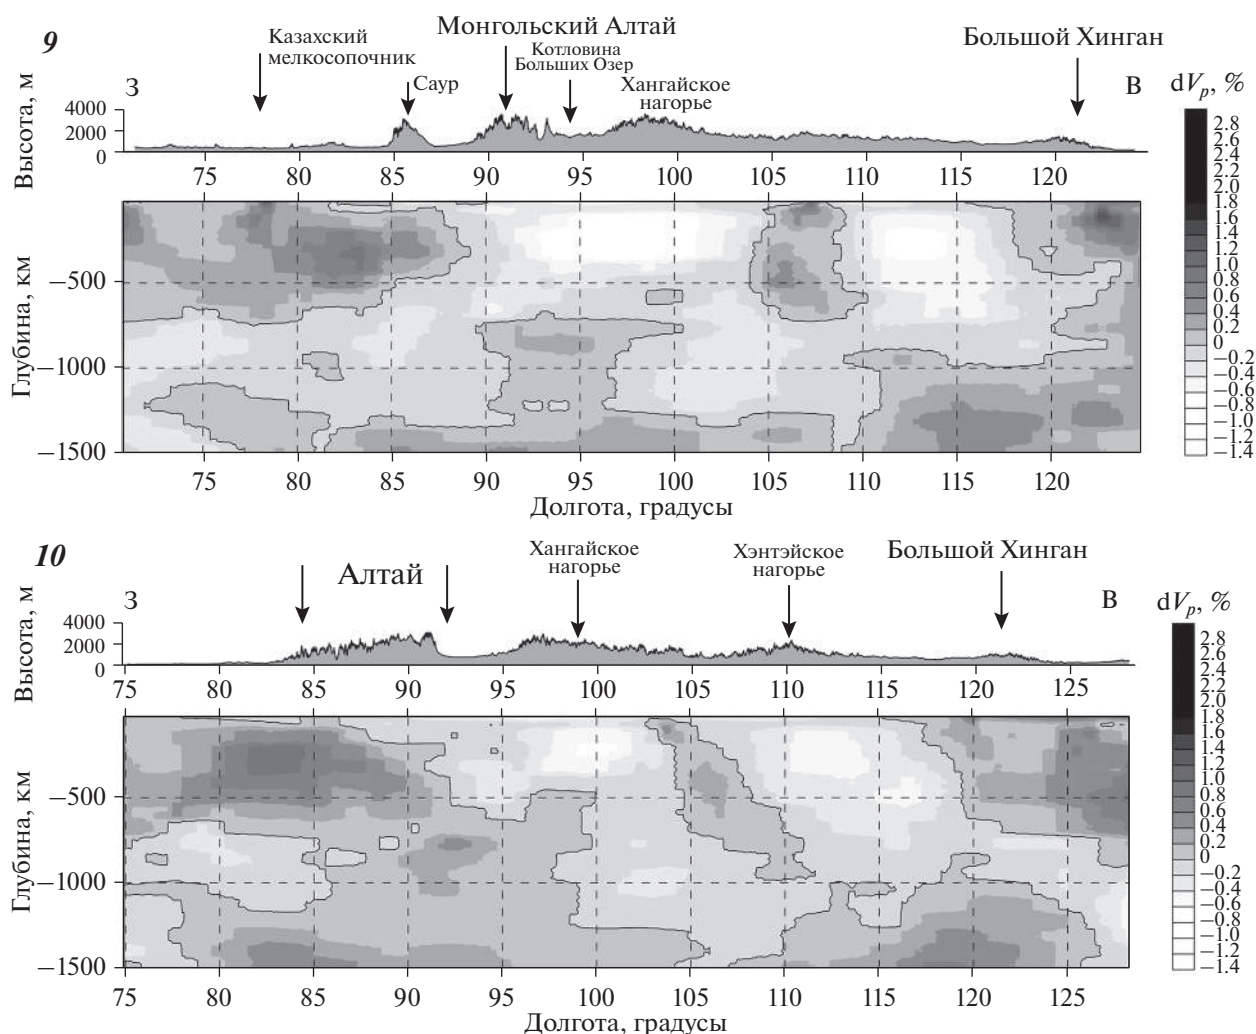 9
Казахский
мелкосопочник
Саур
Монгольский Алтай
Котловина
Больших Озер
Хангайское
нагорье
Большой Хинган
З
В
Высота, м
4000
2000
0
75 80 85 90 95 100 105 110 115 120
Глубина, км
−500
−1000
−1500
75 80 85 90 95 100 105 110 115 120
Долгота, градусы
dVp, %
2.8
2.6
2.4
2.2
2.0
1.8
1.6
1.4
1.2
1.0
0.8
0.6
0.4
0.2
0
−0.2
−0.4
−0.6
−0.8
−1.0
−1.2
−1.4
10
Алтай
Хангайское
нагорье
Хэнтэйское
нагорье
Большой Хинган
З
В
Высота, м
4000
2000
0
75 80 85 90 95 100 105 110 115 120 125
Глубина, км
−500
−1000
−1500
75 80 85 90 95 100 105 110 115 120 125
Долгота, градусы
dVp, %
2.8
2.6
2.4
2.2
2.0
1.8
1.6
1.4
1.2
1.0
0.8
0.6
0.4
0.2
0
−0.2
−0.4
−0.6
−0.8
−1.0
−1.2
−1.4